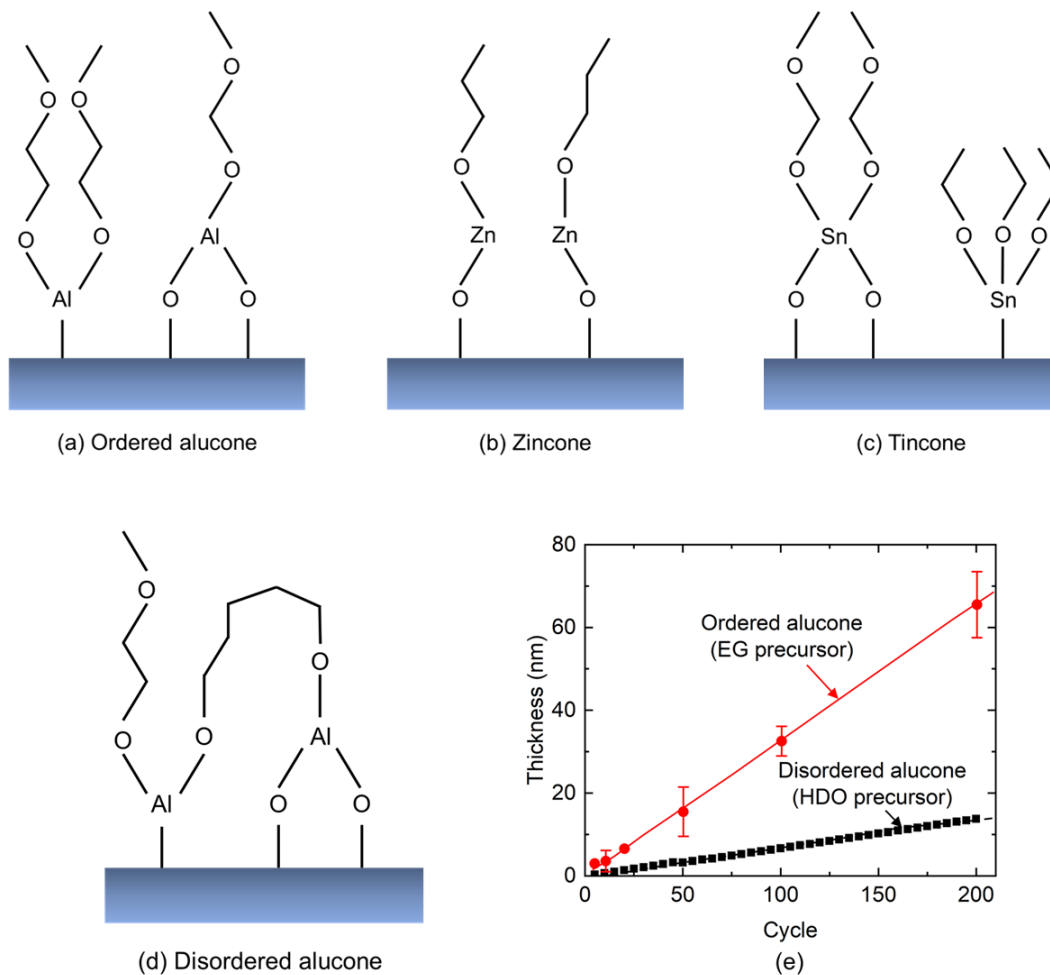 O O O
O
O O Al
Al O O
(a) Ordered alucone
O O
Zn Zn
O O
(b) Zincone
O O
O O
Sn O O O
O O Sn
(c) Tincone
O
O
O O Al
Al O O
(d) Disordered alucone
80
60
40
20
0
Thickness (nm)
Ordered alucone
(EG precursor)
Disordered alucone
(HDO precursor)
0 50 100 150 200
Cycle
(e)